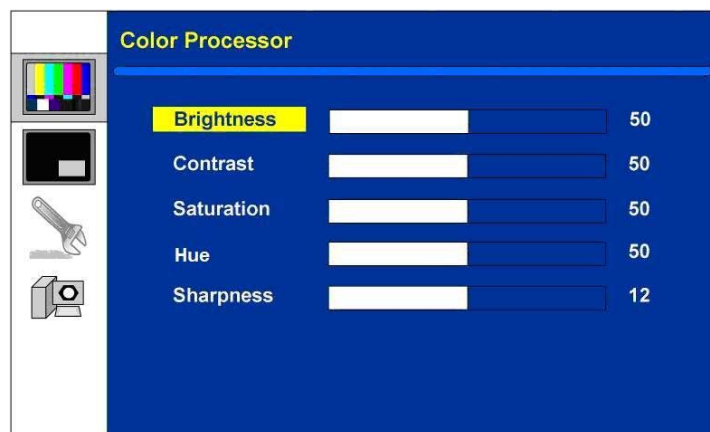 Color Processor
Brightness 50
Contrast 50
Saturation 50
Hue 50
Sharpness 12